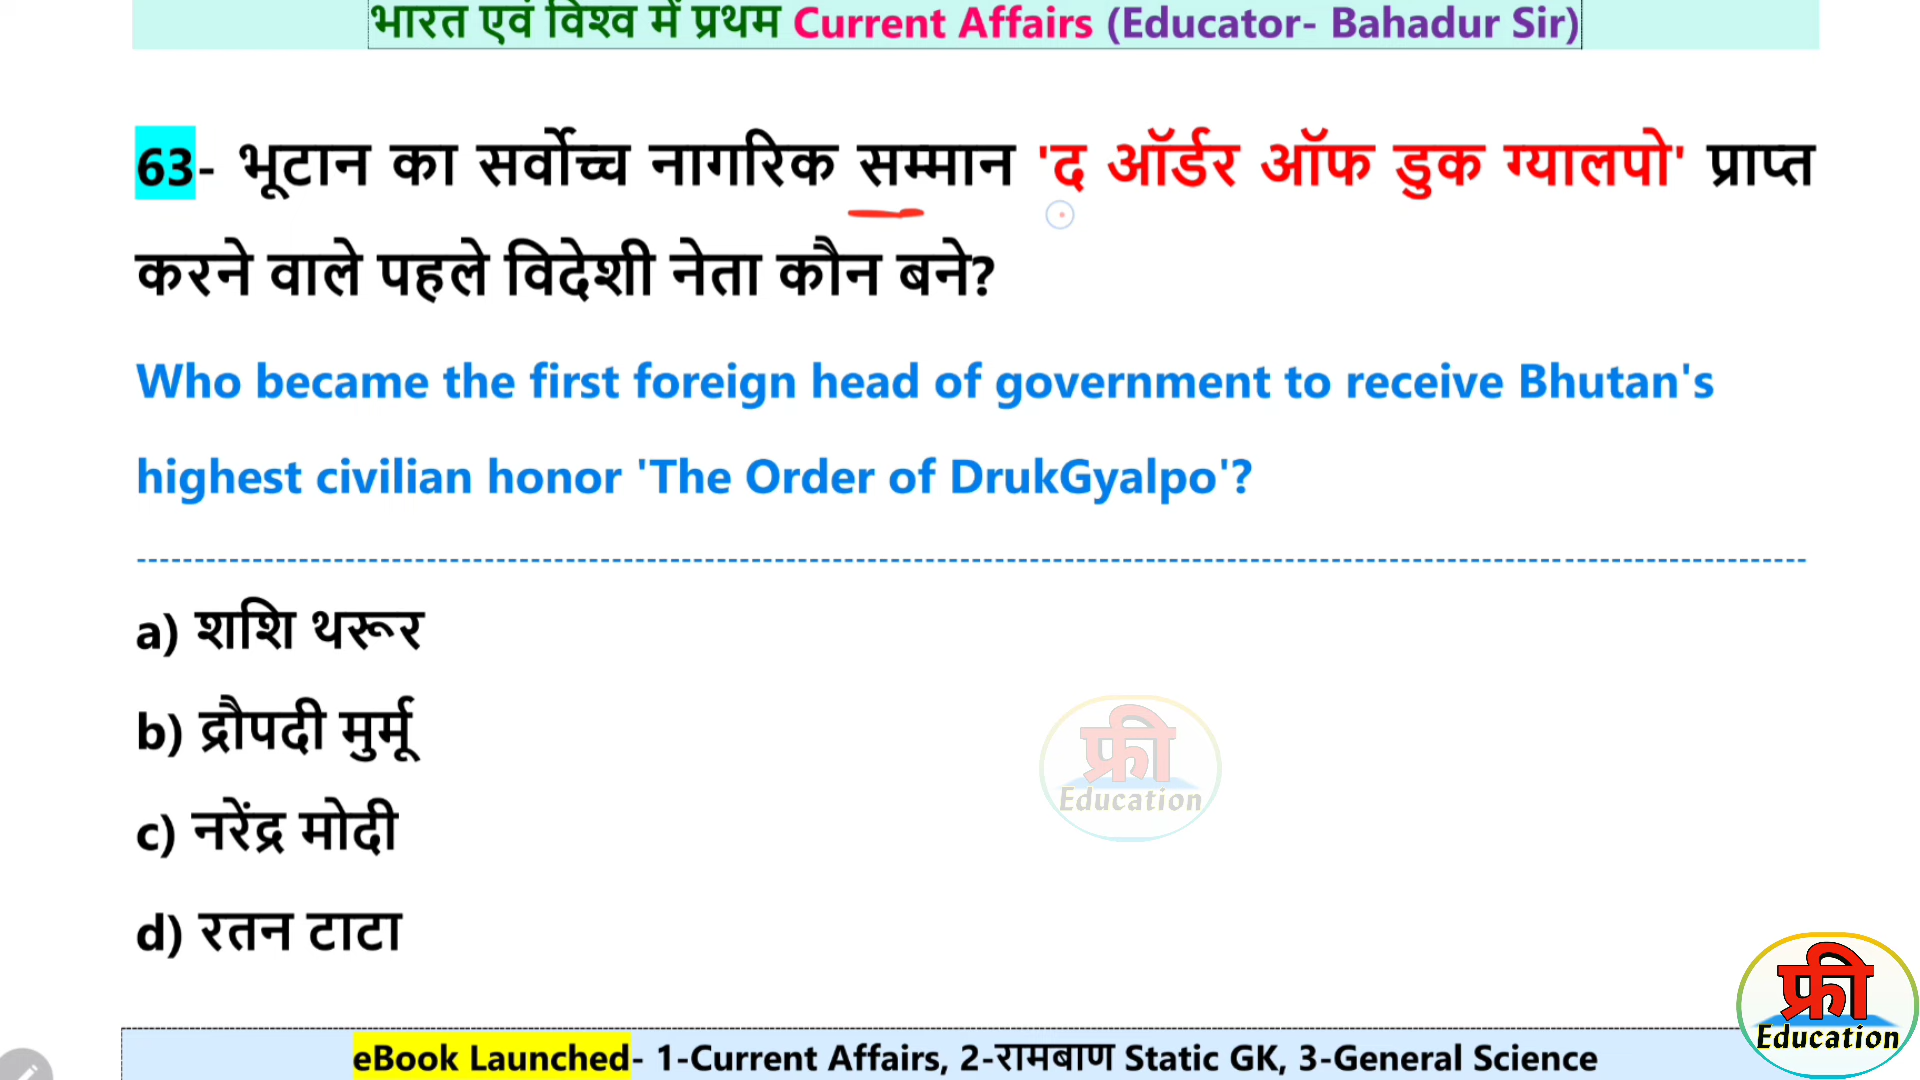 भारत एवं विश्व में प्रथम Current Affairs (Educator- Bahadur Sir)
63- भूटान का सर्वोच्च नागरिक सम्मान 'द ऑर्डर ऑफ डुक ग्यालपो' प्राप्त
करने वाले पहले विदेशी नेता कौन बने?
Who became the first foreign head of government to receive Bhutan's
highest civilian honor 'The Order of DrukGyalpo'?
a) शशि थरूर
b) द्रौपदी मुर्मू
c) नरेंद्र मोदी
d) रतन टाटा
फ्री
Education
फ्री
Education
eBook Launched- 1-Current Affairs, 2-रामबाण Static GK, 3-General Science